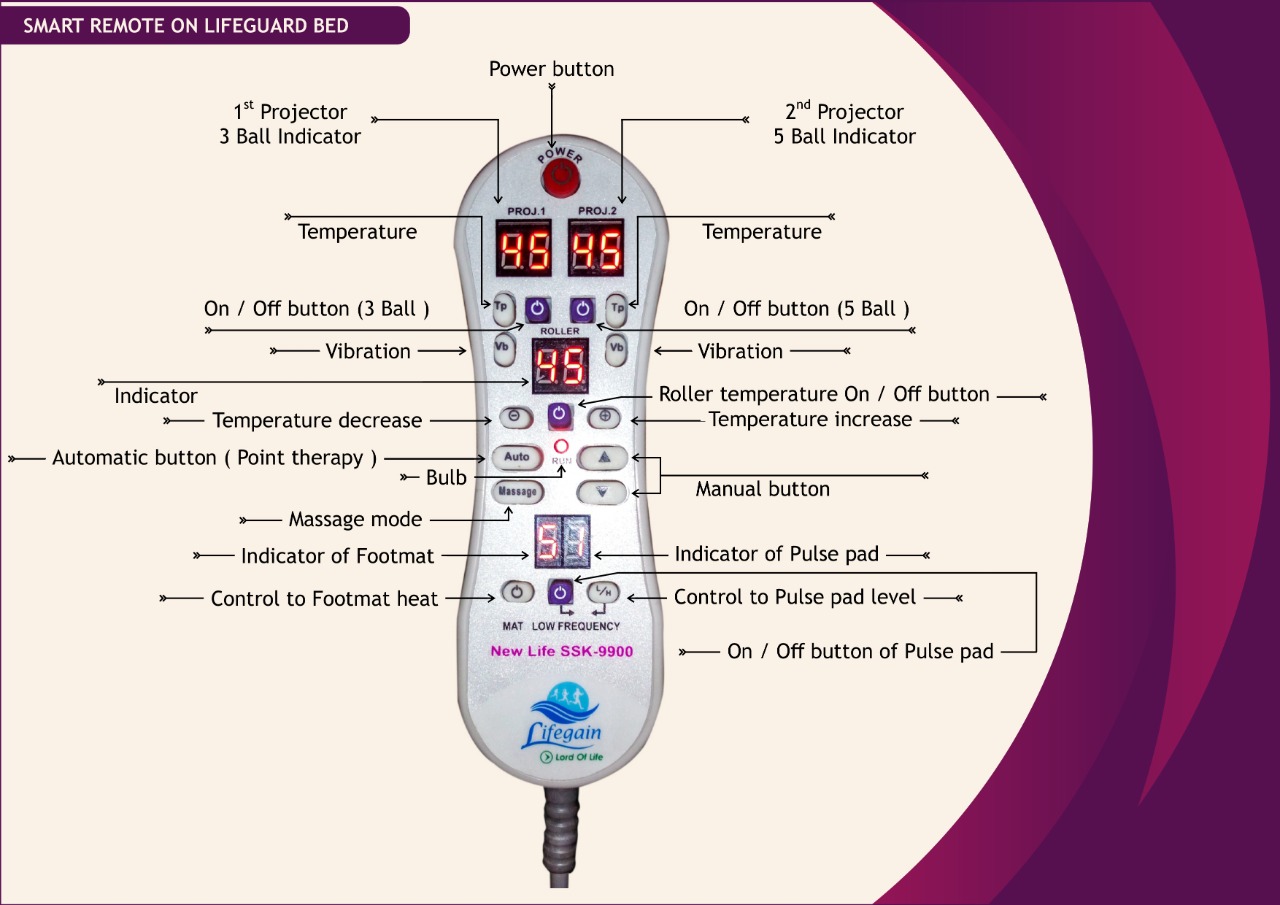 SMART REMOTE ON LIFEGUARD BED
Power button
1st Projector
3 Ball Indicator
2nd Projector
5 Ball Indicator
POWER
PROJ.1
PROJ.2
45
45
Temperature
Temperature
Tp
Tp
On / Off button (3 Ball )
On / Off button (5 Ball )
ROLLER
Vb
Vb
Vibration
Vibration
45
Indicator
Roller temperature On / Off button
Temperature decrease
Temperature increase
Automatic button ( Point therapy )
Auto
RUN
Bulb
Manual button
Massage
Massage mode
51
Indicator of Footmat
Indicator of Pulse pad
L/H
Control to Footmat heat
Control to Pulse pad level
MAT LOW FREQUENCY
On / Off button of Pulse pad
New Life SSK-9900
Lifegain
Lord Of Life